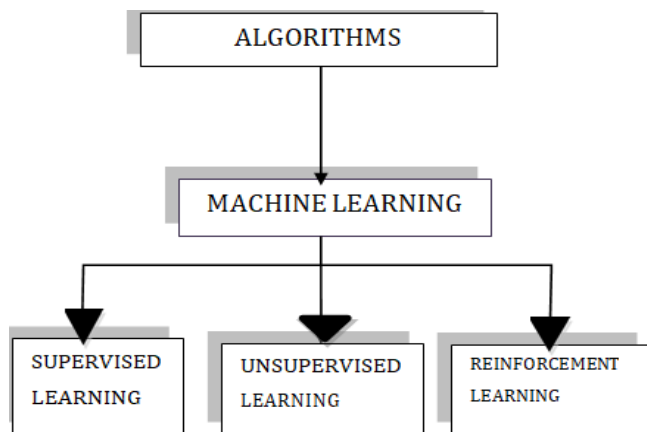 ALGORITHMS
MACHINE LEARNING
SUPERVISED
LEARNING
UNSUPERVISED
LEARNING
REINFORCEMENT
LEARNING